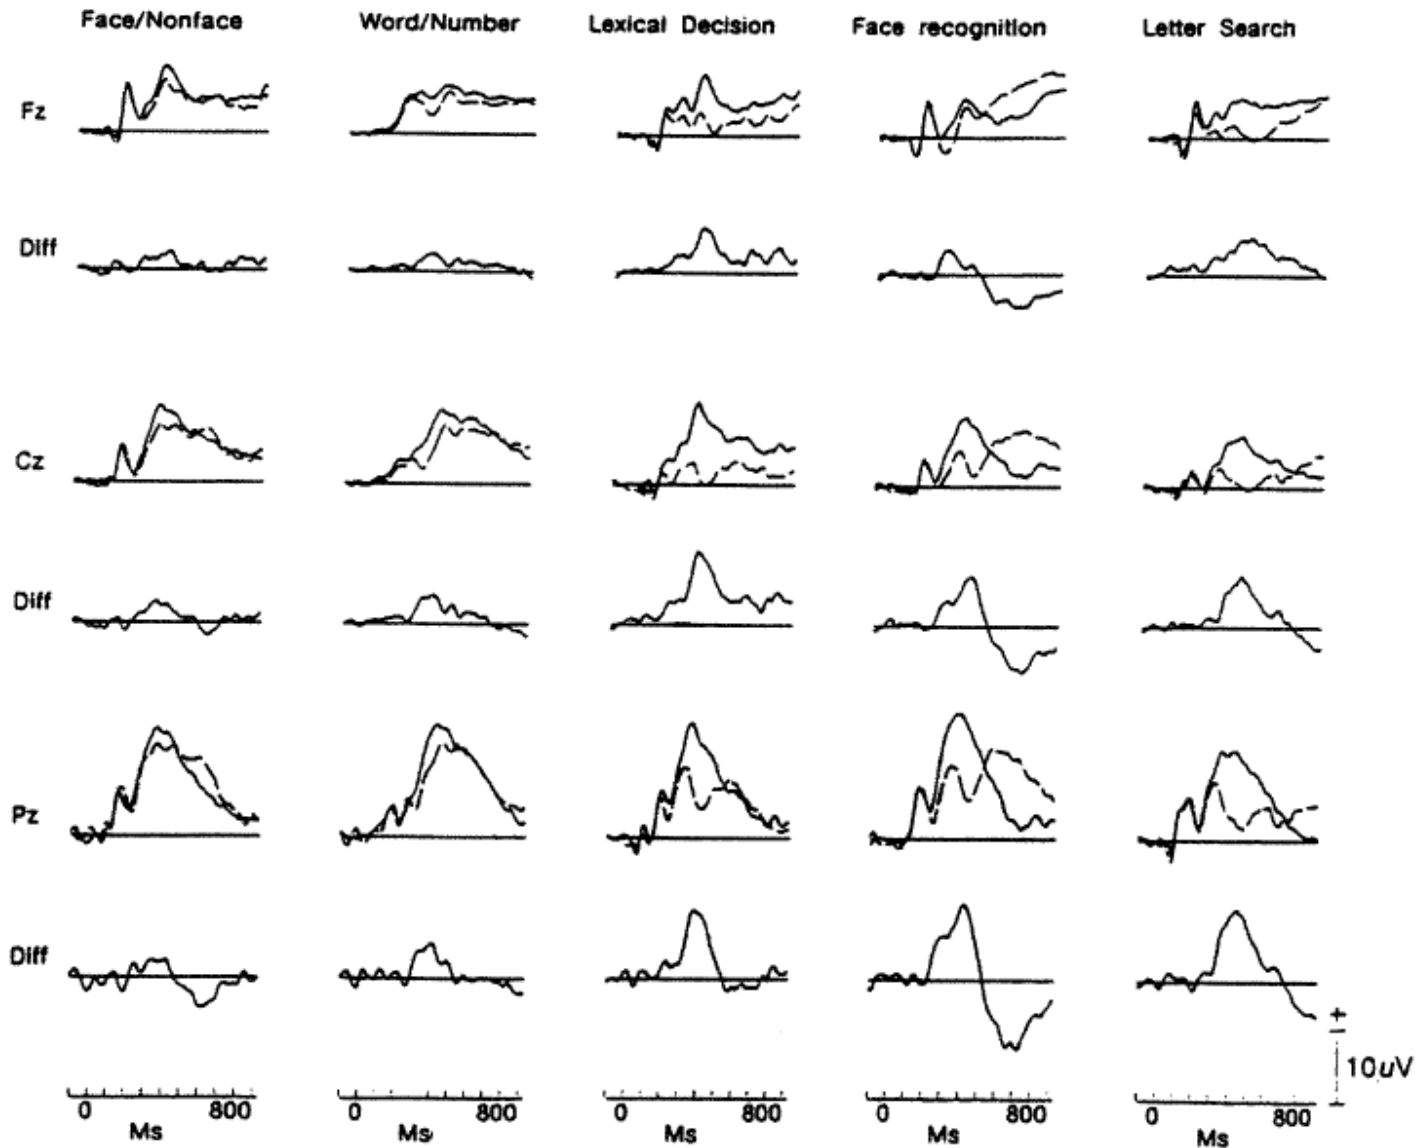 Face/Nonface Word/Number Lexical Decision Face recognition Letter Search
Fz
Diff
Cz
Diff
Pz
Diff
+
10uV
0 800 0 800 0 800 0 800 0 800
Ms Ms Ms Ms Ms